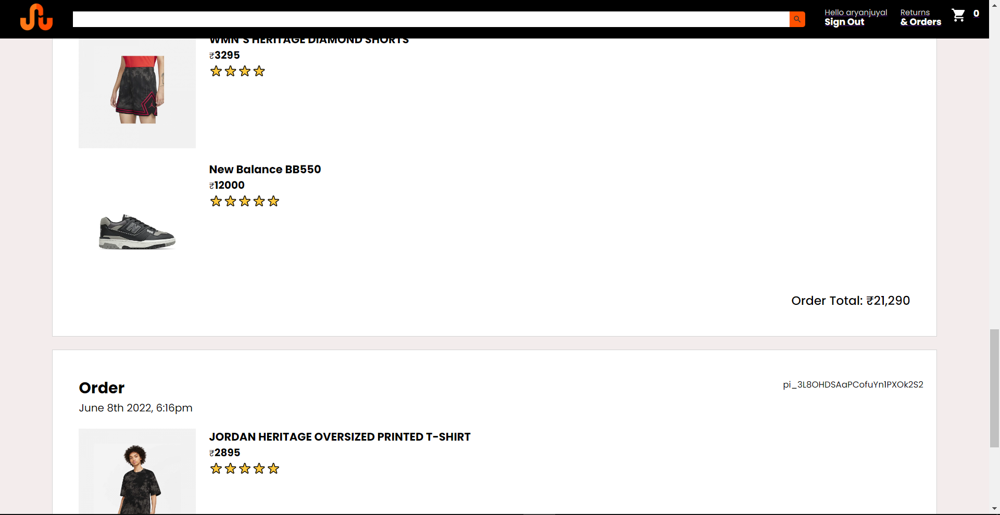 Hello aryanjuyal
Sign Out
Returns
& Orders
0
WMN'S HERITAGE DIAMOND SHORTS
₹3295
New Balance BB550
₹12000
Order Total: ₹21,290
Order
pi_3L8OHDSAaPCofuYn1PXOk2S2
June 8th 2022, 6:16pm
JORDAN HERITAGE OVERSIZED PRINTED T-SHIRT
₹2895